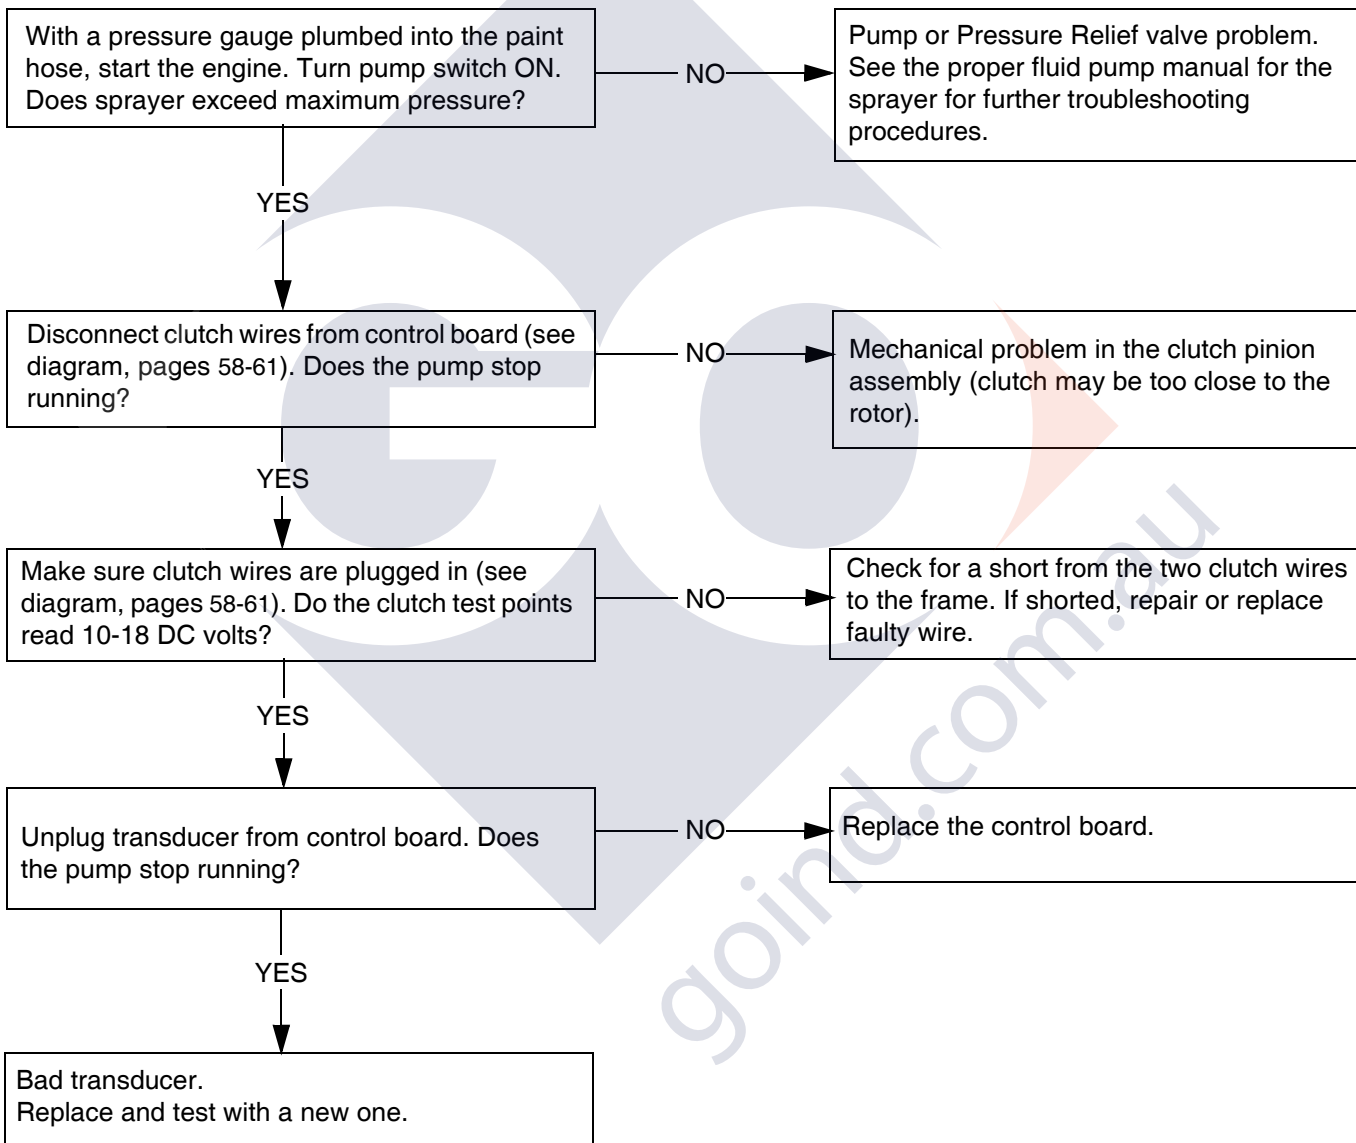 With a pressure gauge plumbed into the paint
hose, start the engine. Turn pump switch ON.
Does sprayer exceed maximum pressure?
NO
Pump or Pressure Relief valve problem.
See the proper fluid pump manual for the
sprayer for further troubleshooting
procedures.
YES
Disconnect clutch wires from control board (see
diagram, pages 58-61). Does the pump stop
running?
NO
Mechanical problem in the clutch pinion
assembly (clutch may be too close to the
rotor).
YES
Make sure clutch wires are plugged in (see
diagram, pages 58-61). Do the clutch test points
read 10-18 DC volts?
NO
Check for a short from the two clutch wires
to the frame. If shorted, repair or replace
faulty wire.
YES
Unplug transducer from control board. Does
the pump stop running?
NO
Replace the control board.
YES
Bad transducer.
Replace and test with a new one.
GO
goind.com.au